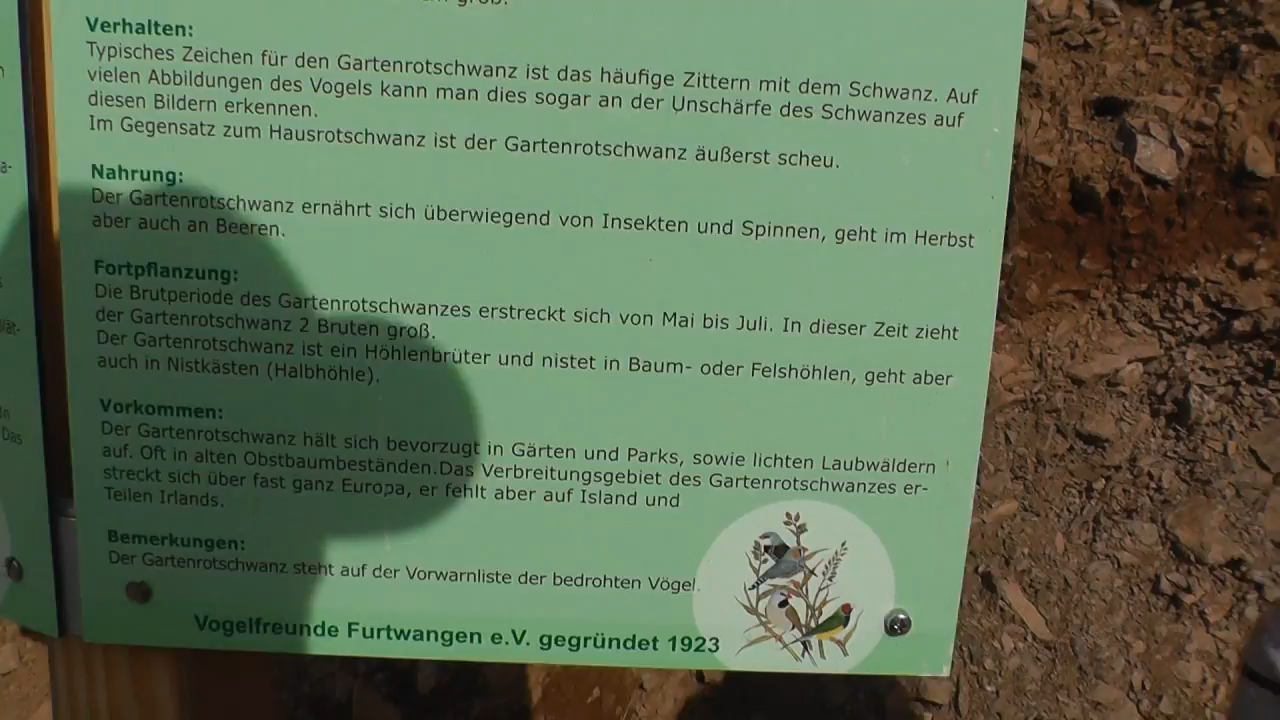 groß.
Verhalten:
Typisches Zeichen für den Gartenrotschwanz ist das häufige Zittern mit dem Schwanz. Auf
vielen Abbildungen des Vogels kann man dies sogar an der Unschärfe des Schwanzes auf
diesen Bildern erkennen.
Im Gegensatz zum Hausrotschwanz ist der Gartenrotschwanz äußerst scheu.
Nahrung:
Der Gartenrotschwanz ernährt sich überwiegend von Insekten und Spinnen, geht im Herbst
aber auch an Beeren.
Fortpflanzung:
Die Brutperiode des Gartenrotschwanzes erstreckt sich von Mai bis Juli. In dieser Zeit zieht
der Gartenrotschwanz 2 Bruten groß.
Der Gartenrotschwanz ist ein Höhlenbrüter und nistet in Baum- oder Felshöhlen, geht aber
auch in Nistkästen (Halbhöhle).
Vorkommen:
Der Gartenrotschwanz hält sich bevorzugt in Gärten und Parks, sowie lichten Laubwäldern
auf. Oft in alten Obstbaumbeständen.Das Verbreitungsgebiet des Gartenrotschwanzes er-
streckt sich über fast ganz Europa, er fehlt aber auf Island und
Teilen Irlands.
Bemerkungen:
Der Gartenrotschwanz steht auf der Vorwarnliste der bedrohten Vögel.
Vogelfreunde Furtwangen e.V. gegründet 1923
Das